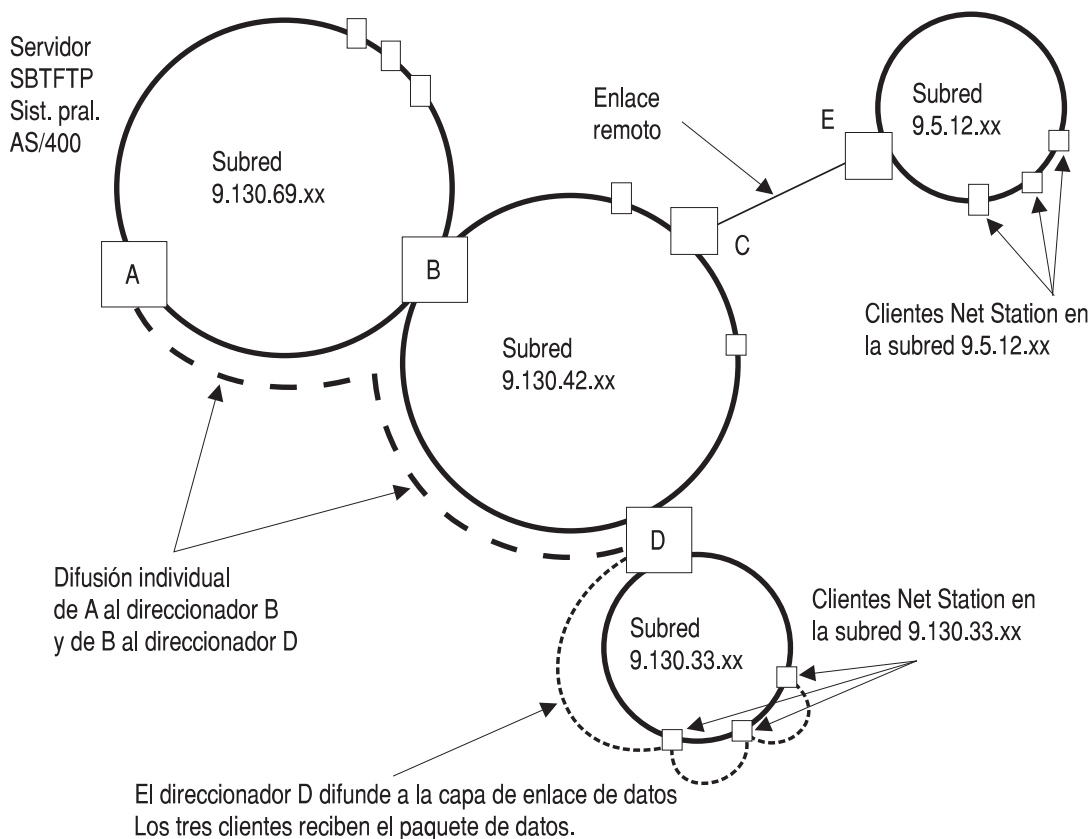 Servidor
SBTFTP
Sist. pral.
AS/400
Subred
9.130.69.xx
A
B
Enlace
remoto
E
Subred
9.5.12.xx
C
Clientes Net Station en
la subred 9.5.12.xx
Subred
9.130.42.xx
D
Difusión individual
de A al direccionador B
y de B al direccionador D
Subred
9.130.33.xx
Clientes Net Station en
la subred 9.130.33.xx
El direccionador D difunde a la capa de enlace de datos
Los tres clientes reciben el paquete de datos.